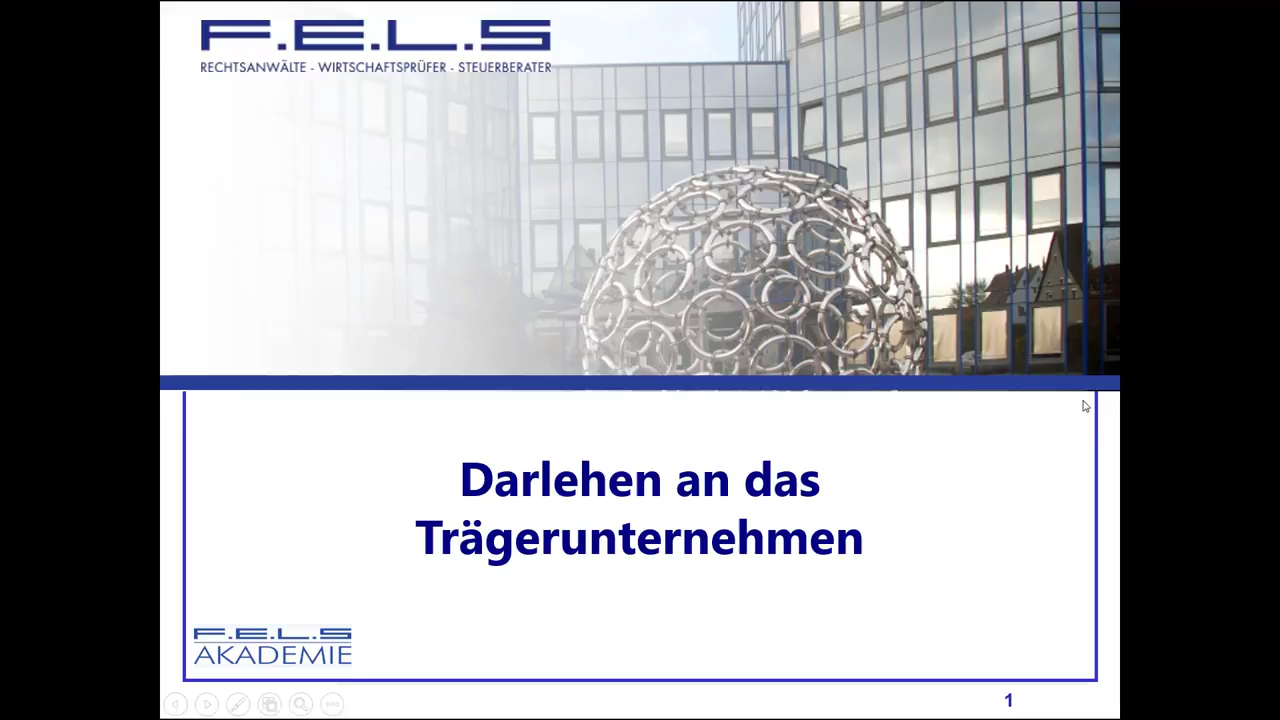 F.E.L.S
RECHTSANWÄLTE - WIRTSCHAFTSPRÜFER - STEUERBERATER
Darlehen an das
Trägerunternehmen
F.E.L.S
AKADEMIE
1